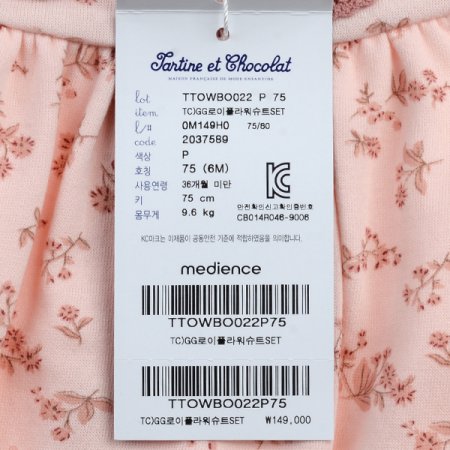 Tartine et Chocolat
MAISON FRANÇAISE DE MODE ENFANTINE
lot TTOWBO022 P 75
item TC)GG로이플라워슈트SET
l/# 0M149H0 75/80
code 2037589
색상 P
호칭 75 (6M)
사용연령 36개월 미만
키 75 cm
몸무게 9.6 kg
안전확인신고확인증번호
CB014R046-9006
KC마크는 이제품이 공통안전 기준에 적합하였음을 의미함
medience
TTOWBO022P75
TC)GG로이플라워슈트SET
TTOWBO022P75
TC)GG로이플라워슈트SET ₩149,000